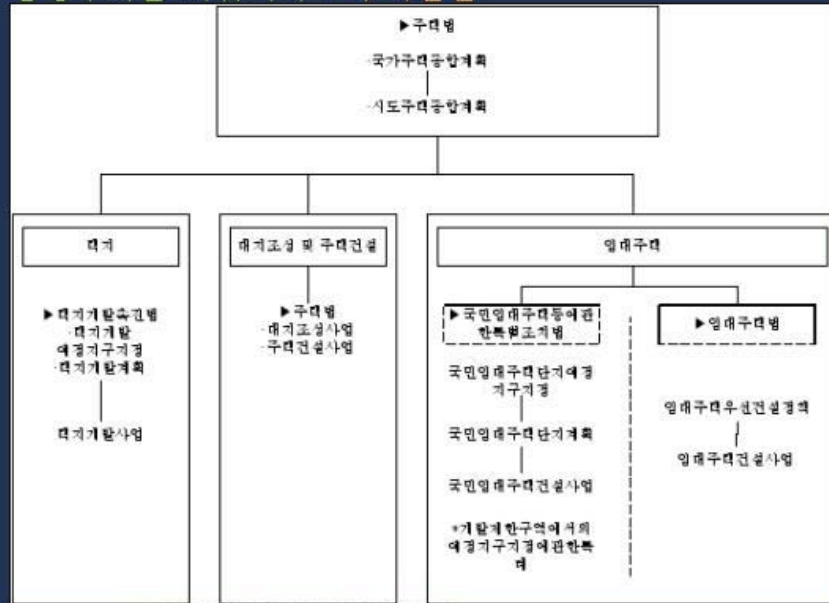 ▶주택법
·국가주택종합계획
·시도주택종합계획
택지
▶택지개발촉진법
·택지개발
예정지구지정
·택지개발계획
택지개발사업
대지조성 및 주택건설
▶주택법
·대지조성사업
·주택건설사업
임대주택
▶국민임대주택등에관
한특별조치법
국민임대주택단지예정
지구지정
국민임대주택단지계획
국민임대주택건설사업
*개발제한구역에서의
예정지구지정에관한특
례
▶임대주택법
임대주택우선건설정책
임대주택건설사업